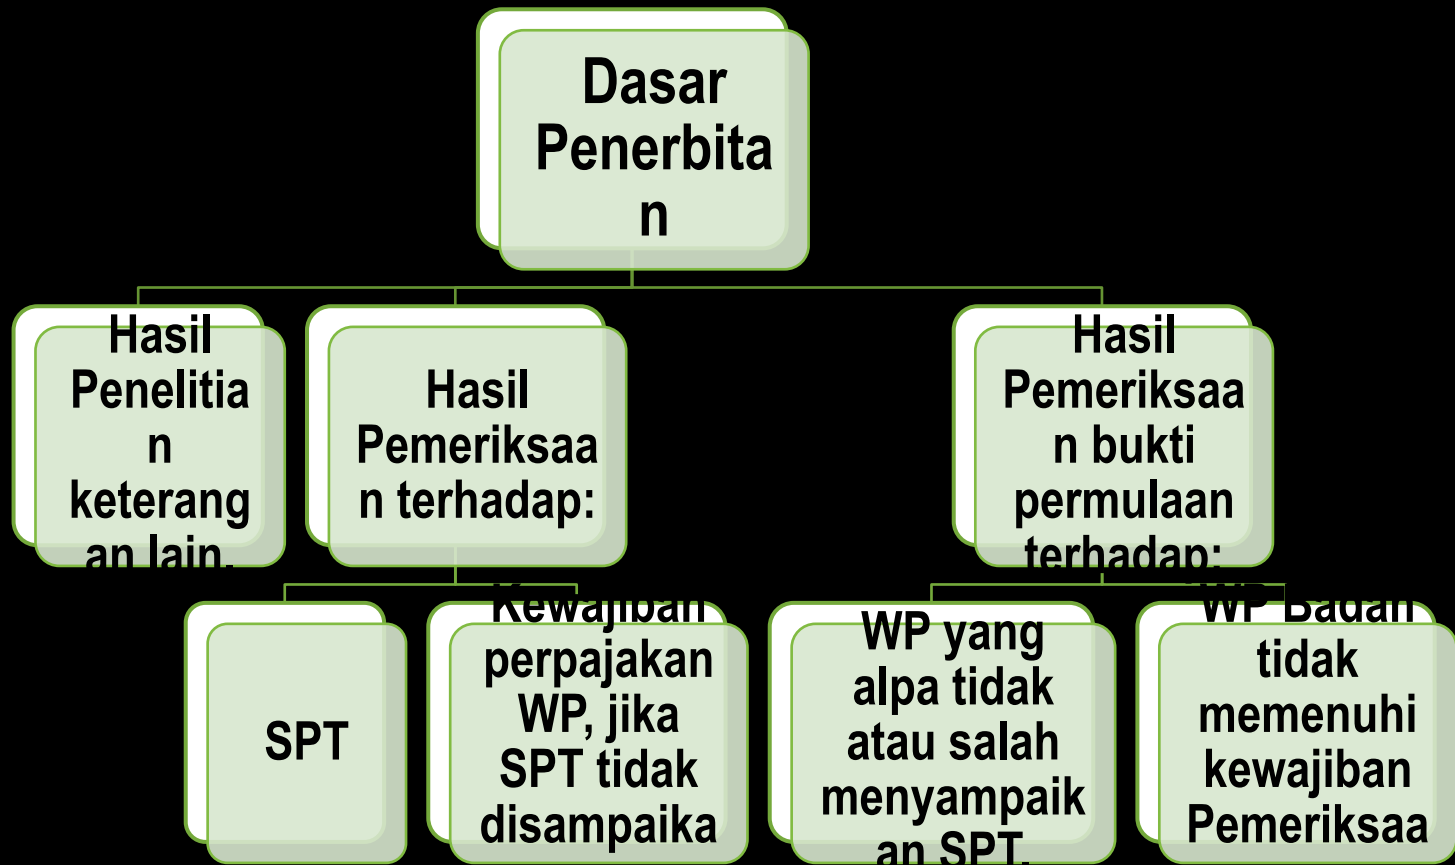 Dasar
Penerbita
n
Hasil
Penelitia
n
keterang
an lain.
Hasil
Pemeriksaa
n terhadap:
Hasil
Pemeriksaa
n bukti
permulaan
terhadap:
SPT
Kewajiban
perpajakan
WP, jika
SPT tidak
disampaika
WP yang
alpa tidak
atau salah
menyampaik
an SPT.
WP Badan
tidak
memenuhi
kewajiban
Pemeriksaa